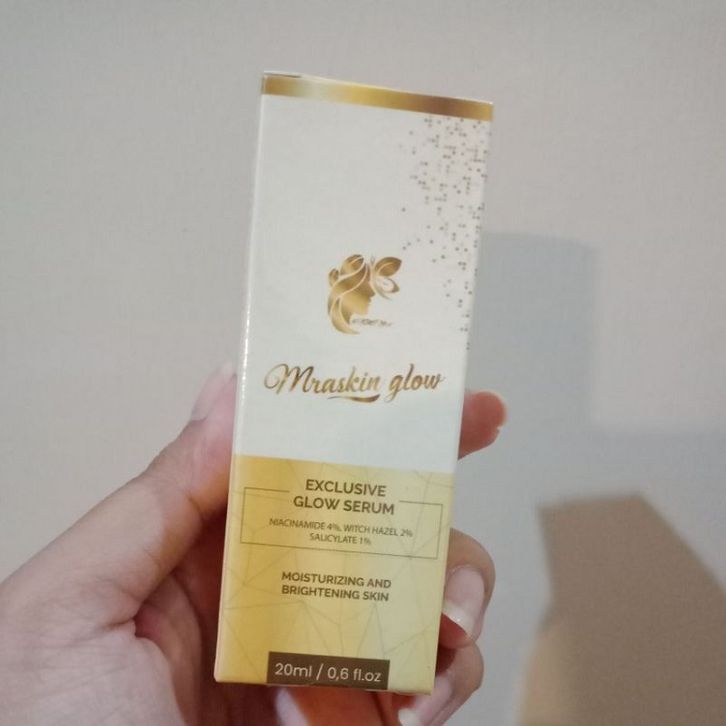 Mraskin glow
EXCLUSIVE
GLOW SERUM
NIACINAMIDE 4%, WITCH HAZEL 2%
SALICYLATE 1%
MOISTURIZING AND
BRIGHTENING SKIN
20ml / 0,6 fl.oz